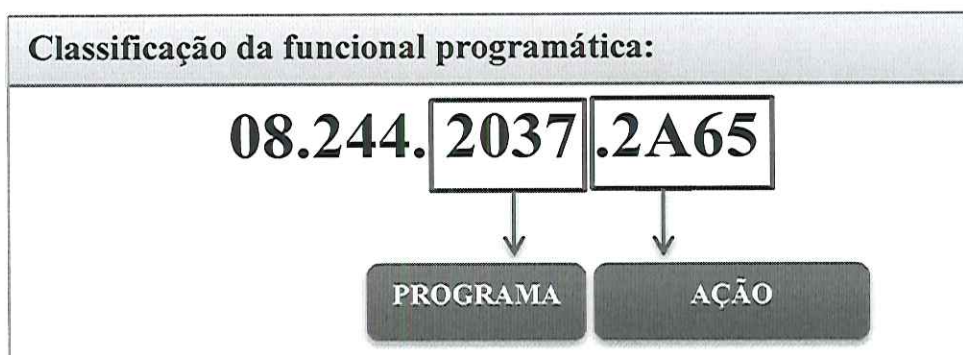 Classificação da funcional programática:
08.244. 2037 .2A65
PROGRAMA AÇÃO